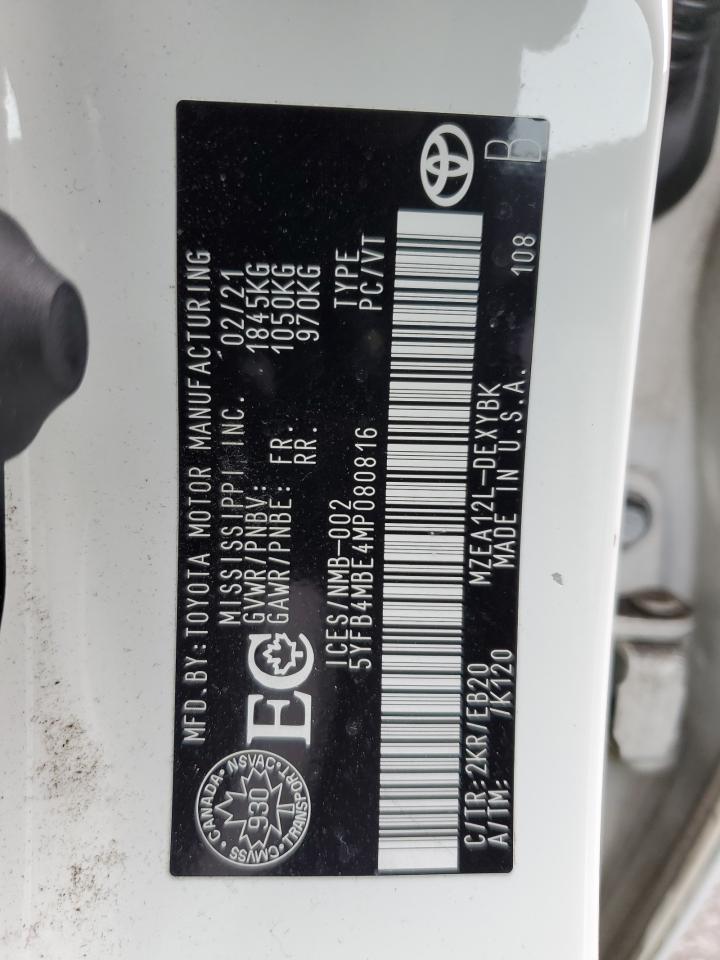 MFD.BY:TOYOTA MOTOR MANUFACTURING
MISSISSIPPI INC. 02/21
GVWR/PNBV: 1845KG
GAWR/PNBE: FR. 1050KG
RR. 970KG
EC
CANADA
NSVAC
TRANSPORT
CMVSS
930
ICES/NMB-002 TYPE
5YFB4MBE4MP080816 PC/VT
C/TR:2KR/EB20 MZEA12L-DEXYBK
A/TM: /K120 MADE IN U.S.A. 108
B